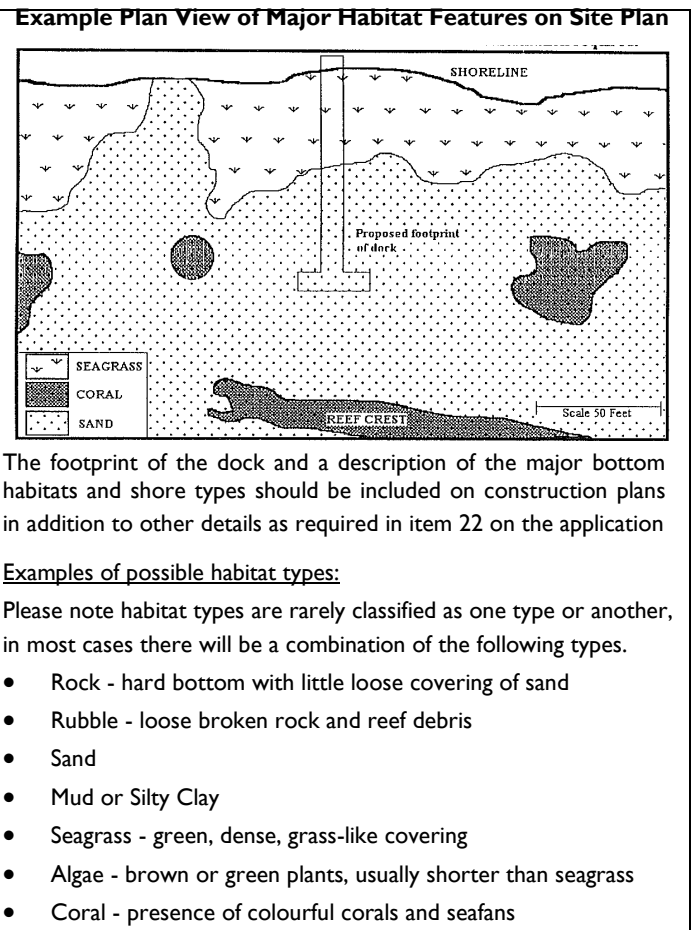 Example Plan View of Major Habitat Features on Site Plan
SHORELINE
Proposed footprint
of dock
SEAGRASS
CORAL
SAND
REEF CREST
Scale 50 Feet
The footprint of the dock and a description of the major bottom
habitats and shore types should be included on construction plans
in addition to other details as required in item 22 on the application
Examples of possible habitat types:
Please note habitat types are rarely classified as one type or another,
in most cases there will be a combination of the following types.
• Rock - hard bottom with little loose covering of sand
• Rubble - loose broken rock and reef debris
• Sand
• Mud or Silty Clay
• Seagrass - green, dense, grass-like covering
• Algae - brown or green plants, usually shorter than seagrass
• Coral - presence of colourful corals and seafans